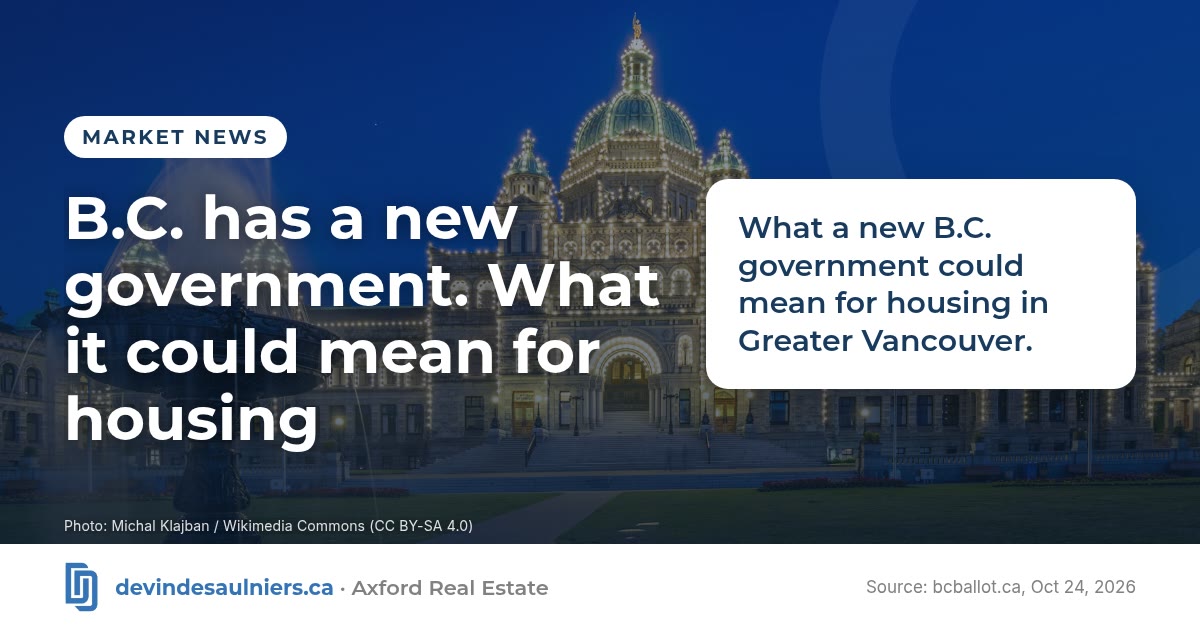 MARKET NEWS
B.C. has a new
government. What
it could mean for
housing
What a new B.C.
government could
mean for housing in
Greater Vancouver.
Photo: Michal Klajban / Wikimedia Commons (CC BY-SA 4.0)
devindesaulniers.ca · Axford Real Estate
Source: bcballot.ca, Oct 24, 2026